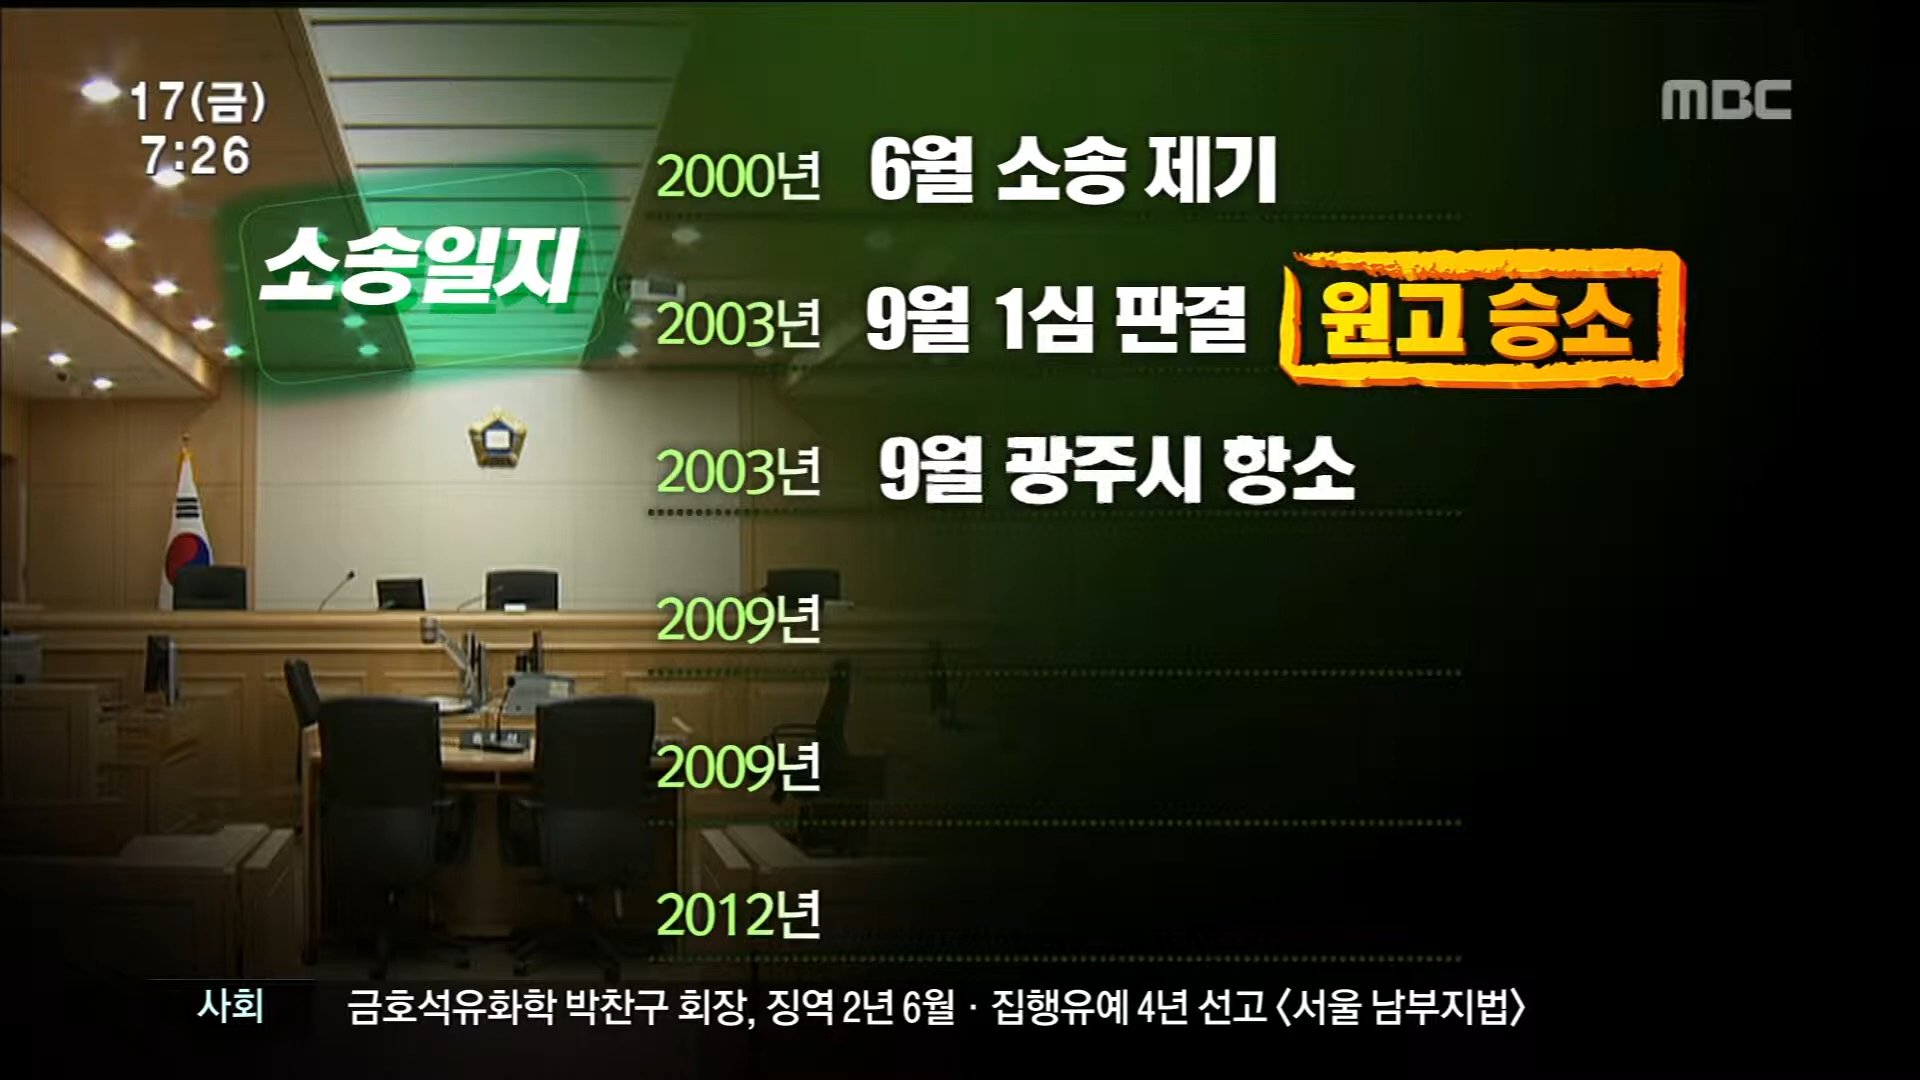 17(금)
7:26
MBC
소송일지
2000년 6월 소송 제기
2003년 9월 1심 판결 원고 승소
2003년 9월 광주시 항소
2009년
2009년
2012년
사회 금호석유화학 박찬구 회장, 징역 2년 6월 · 집행유예 4년 선고 <서울 남부지법>